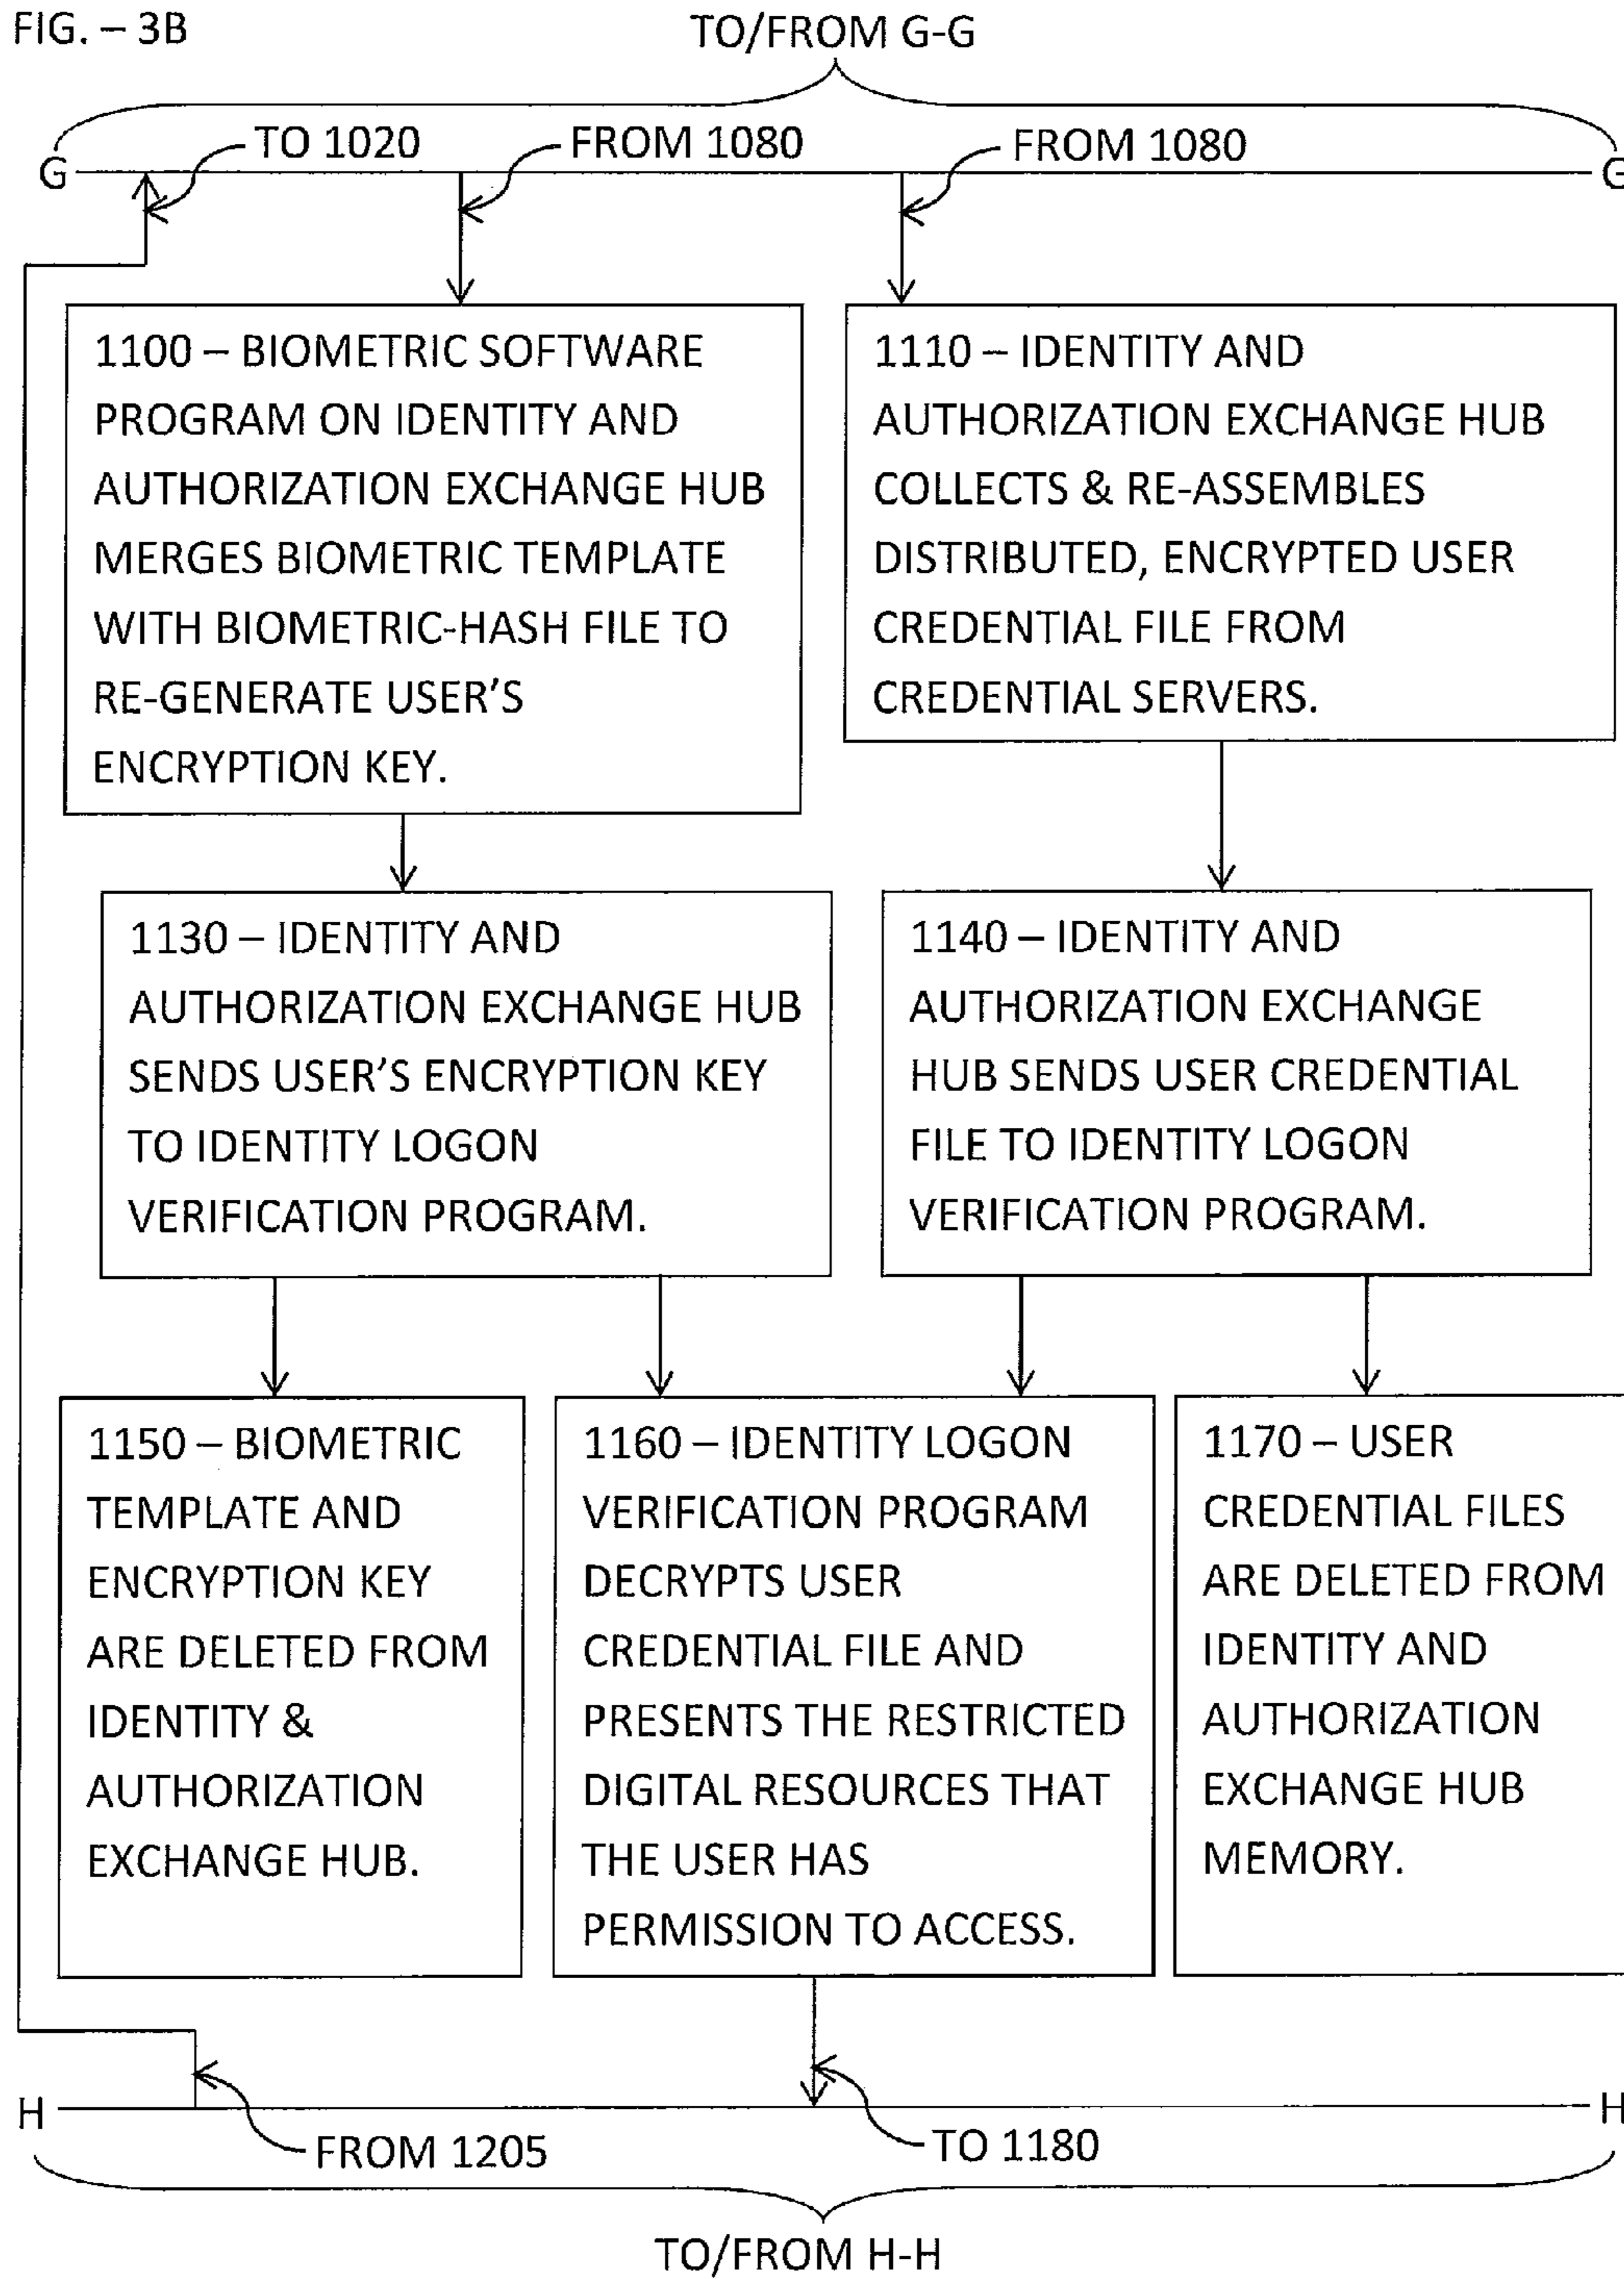 FIG. – 3B
TO/FROM G-G
G
TO 1020
FROM 1080
FROM 1080
G
1100 – BIOMETRIC SOFTWARE
PROGRAM ON IDENTITY AND
AUTHORIZATION EXCHANGE HUB
MERGES BIOMETRIC TEMPLATE
WITH BIOMETRIC-HASH FILE TO
RE-GENERATE USER'S
ENCRYPTION KEY.
1110 – IDENTITY AND
AUTHORIZATION EXCHANGE HUB
COLLECTS & RE-ASSEMBLES
DISTRIBUTED, ENCRYPTED USER
CREDENTIAL FILE FROM
CREDENTIAL SERVERS.
1130 – IDENTITY AND
AUTHORIZATION EXCHANGE HUB
SENDS USER'S ENCRYPTION KEY
TO IDENTITY LOGON
VERIFICATION PROGRAM.
1140 – IDENTITY AND
AUTHORIZATION EXCHANGE
HUB SENDS USER CREDENTIAL
FILE TO IDENTITY LOGON
VERIFICATION PROGRAM.
1150 – BIOMETRIC
TEMPLATE AND
ENCRYPTION KEY
ARE DELETED FROM
IDENTITY &
AUTHORIZATION
EXCHANGE HUB.
1160 – IDENTITY LOGON
VERIFICATION PROGRAM
DECRYPTS USER
CREDENTIAL FILE AND
PRESENTS THE RESTRICTED
DIGITAL RESOURCES THAT
THE USER HAS
PERMISSION TO ACCESS.
1170 – USER
CREDENTIAL FILES
ARE DELETED FROM
IDENTITY AND
AUTHORIZATION
EXCHANGE HUB
MEMORY.
H
FROM 1205
TO 1180
H
TO/FROM H-H